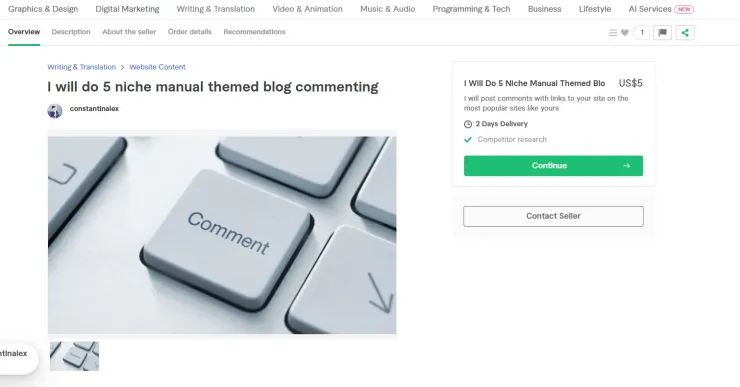 Graphics & Design Digital Marketing Writing & Translation Video & Animation Music & Audio Programming & Tech Business Lifestyle AI Services NEW
Overview Description About the seller Order details Recommendations 1
Writing & Translation > Website Content
I will do 5 niche manual themed blog commenting
constantinalex
Comment
I Will Do 5 Niche Manual Themed Blo US$5
I will post comments with links to your site on the
most popular sites like yours
2 Days Delivery
Competitor research
Continue →
Contact Seller
ntinalex